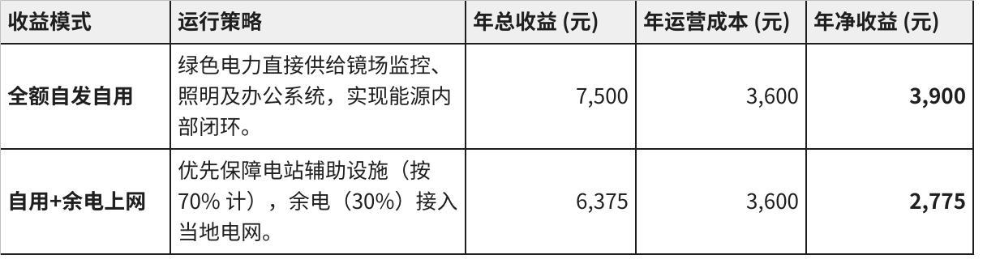 收益模式 运行策略 年总收益 (元) 年运营成本 (元) 年净收益 (元)
绿色电力直接供给镜场监控、
全额自发自用 照明及办公系统，实现能源内 7,500 3,600 3,900
部闭环。
优先保障电站辅助设施（按
自用+余电上网 70% 计），余电（30%）接入 6,375 3,600 2,775
当地电网。